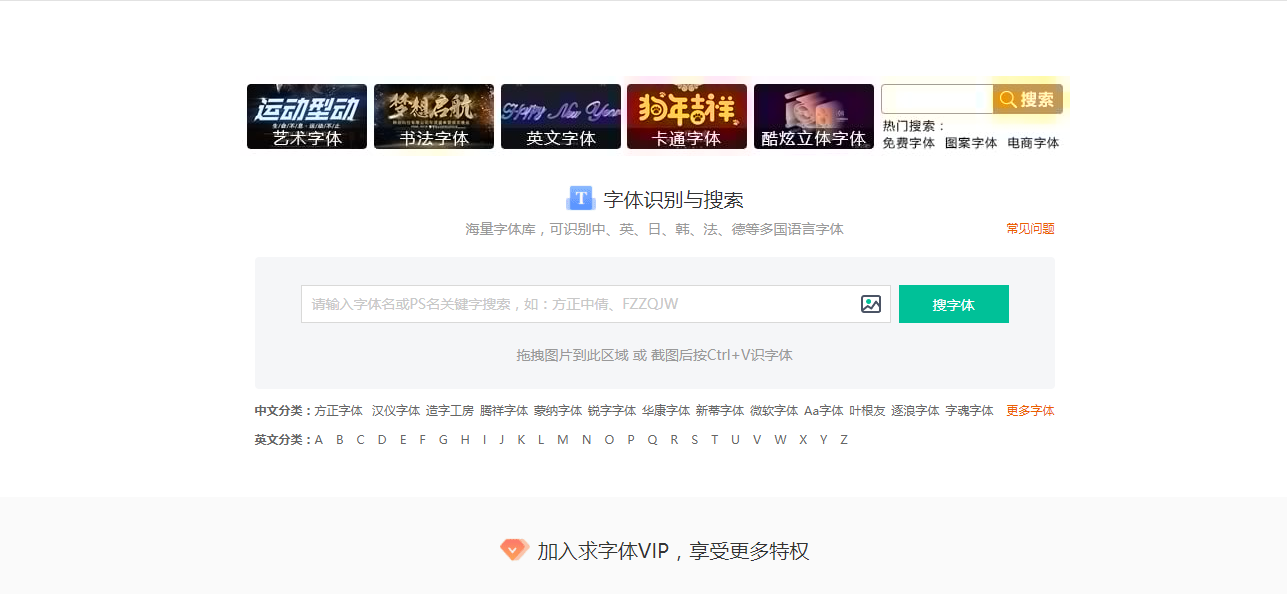 运动型动
艺术字体
梦想启航
书法字体
Happy New Year
英文字体
狗年吉祥
卡通字体
酷炫立体字体
搜索
热门搜索：
免费字体 图案字体 电商字体
T 字体识别与搜索
海量字体库，可识别中、英、日、韩、法、德等多国语言字体 常见问题
请输入字体名或PS名关键字搜索，如：方正中倩、FZZQJW 搜字体
拖拽图片到此区域 或 截图后按Ctrl+V识字体
中文分类：方正字体 汉仪字体 造字工房 腾祥字体 蒙纳字体 锐字字体 华康字体 新蒂字体 微软字体 Aa字体 叶根友 逐浪字体 字魂字体 更多字体
英文分类：A B C D E F G H I J K L M N O P Q R S T U V W X Y Z
加入求字体VIP，享受更多特权